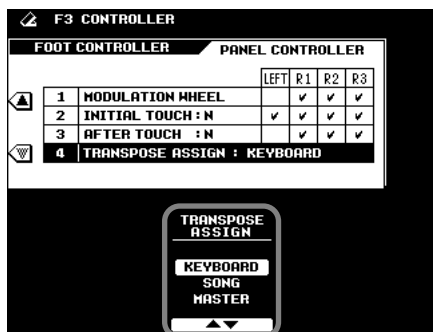 F3 CONTROLLER
FOOT CONTROLLER PANEL CONTROLLER
LEFT R1 R2 R3
1 MODULATION WHEEL
2 INITIAL TOUCH : N
3 AFTER TOUCH : N
4 TRANSPOSE ASSIGN : KEYBOARD
TRANSPOSE
ASSIGN
KEYBOARD
SONG
MASTER